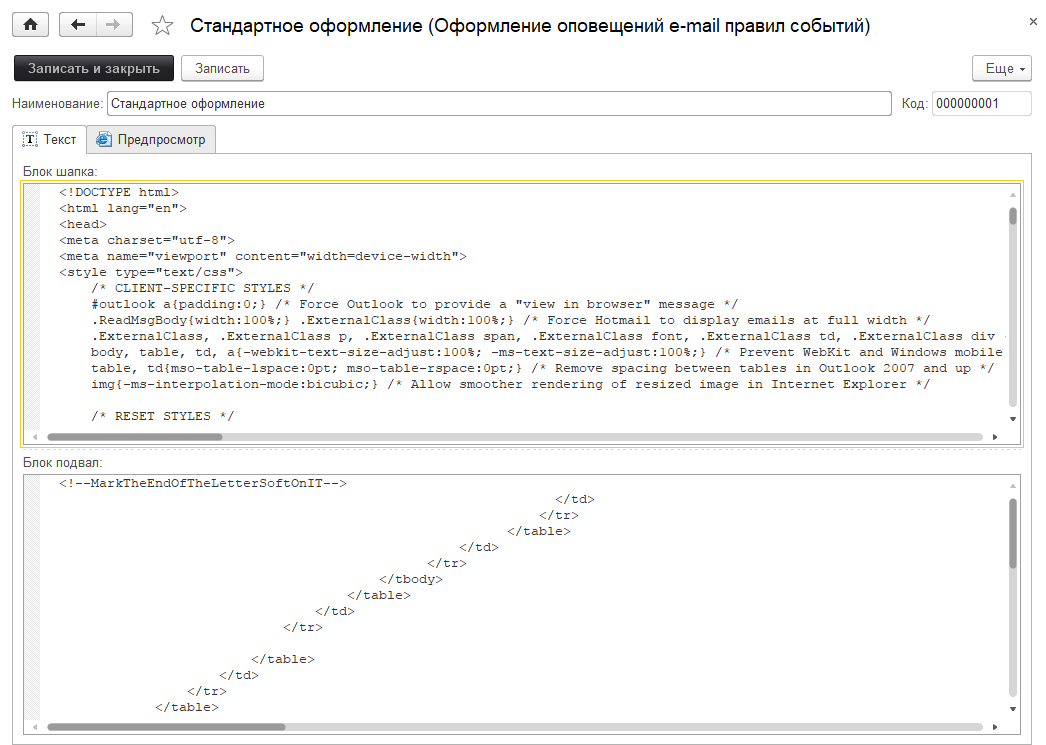 Стандартное оформление (Оформление оповещений e-mail правил событий)
Записать и закрыть Записать Еще
Наименование: Стандартное оформление Код: 000000001
Текст Предпросмотр
Блок шапка:
<!DOCTYPE html>
<html lang="en">
<head>
<meta charset="utf-8">
<meta name="viewport" content="width=device-width">
<style type="text/css">
/* CLIENT-SPECIFIC STYLES */
#outlook a{padding:0;} /* Force Outlook to provide a "view in browser" message */
.ReadMsgBody{width:100%;} .ExternalClass{width:100%;} /* Force Hotmail to display emails at full width */
.ExternalClass, .ExternalClass p, .ExternalClass span, .ExternalClass font, .ExternalClass td, .ExternalClass div
body, table, td, a{-webkit-text-size-adjust:100%; -ms-text-size-adjust:100%;} /* Prevent WebKit and Windows mobile
table, td{mso-table-lspace:0pt; mso-table-rspace:0pt;} /* Remove spacing between tables in Outlook 2007 and up */
img{-ms-interpolation-mode:bicubic;} /* Allow smoother rendering of resized image in Internet Explorer */
/* RESET STYLES */
Блок подвал:
<!--MarkTheEndOfTheLetterSoftOnIT-->
</td>
</tr>
</table>
</td>
</tr>
</tbody>
</table>
</td>
</tr>
</table>
</td>
</tr>
</table>